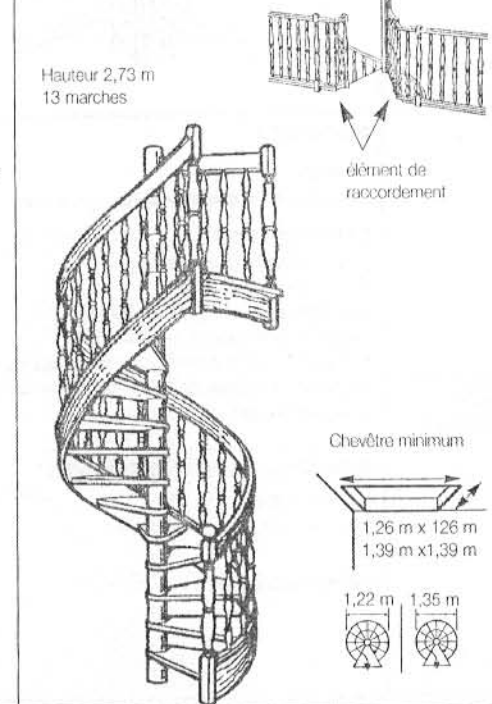 Hauteur 2,73 m
13 marches
élément de
raccordement
Chevêtre minimum
1,26 m x 126 m
1,39 m x1,39 m
1,22 m 1,35 m